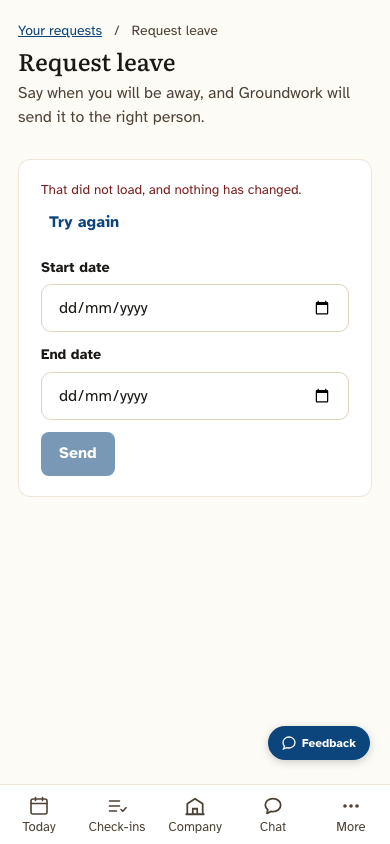 Your requests / Request leave
Request leave
Say when you will be away, and Groundwork will
send it to the right person.
That did not load, and nothing has changed.
Try again
Start date
dd/mm/yyyy
End date
dd/mm/yyyy
Send
Feedback
Today Check-ins Company Chat More